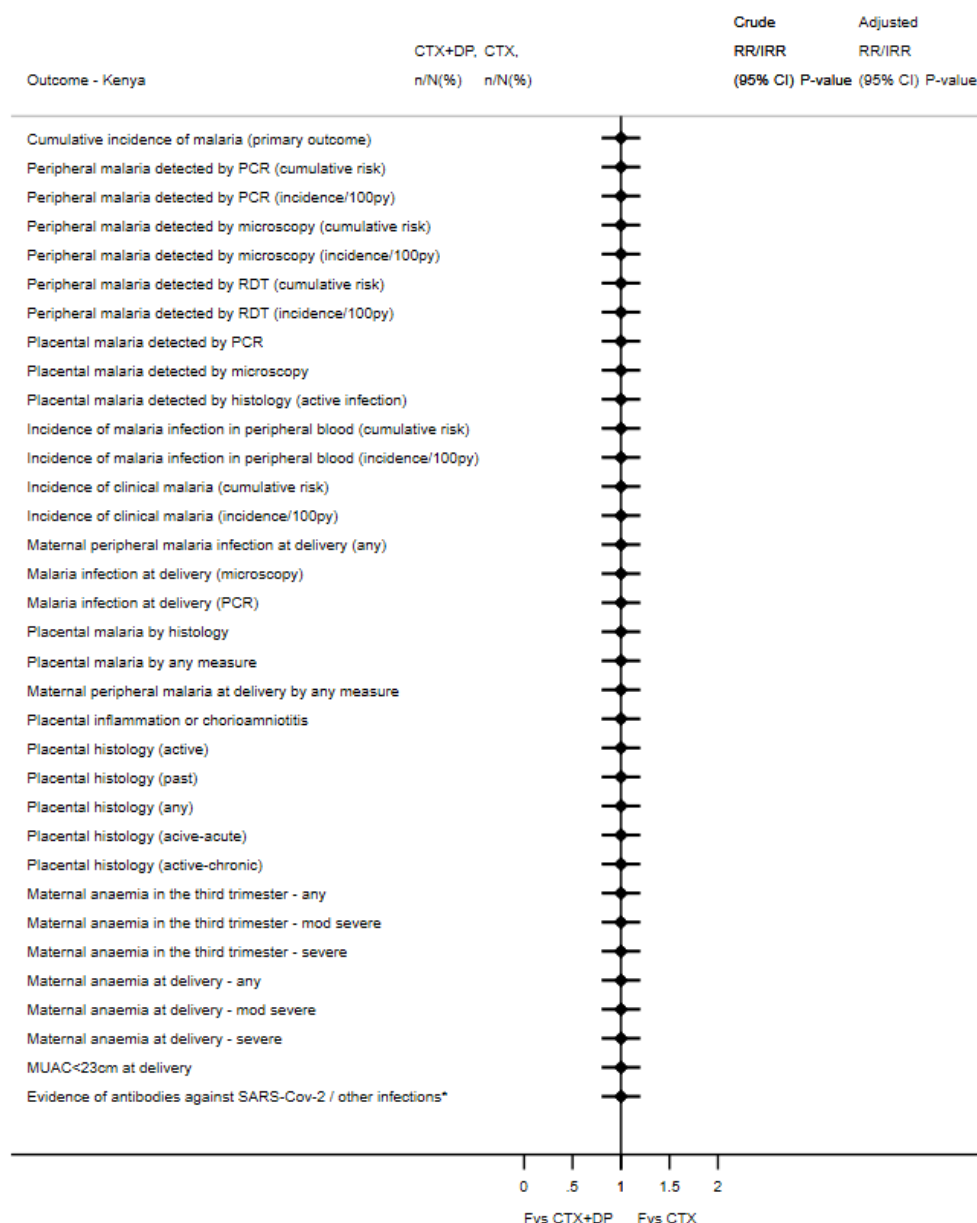 Crude Adjusted
CTX+DP, CTX, RR/IRR RR/IRR
Outcome - Kenya n/N(%) n/N(%) (95% CI) P-value (95% CI) P-value
Cumulative incidence of malaria (primary outcome)
Peripheral malaria detected by PCR (cumulative risk)
Peripheral malaria detected by PCR (incidence/100py)
Peripheral malaria detected by microscopy (cumulative risk)
Peripheral malaria detected by microscopy (incidence/100py)
Peripheral malaria detected by RDT (cumulative risk)
Peripheral malaria detected by RDT (incidence/100py)
Placental malaria detected by PCR
Placental malaria detected by microscopy
Placental malaria detected by histology (active infection)
Incidence of malaria infection in peripheral blood (cumulative risk)
Incidence of malaria infection in peripheral blood (incidence/100py)
Incidence of clinical malaria (cumulative risk)
Incidence of clinical malaria (incidence/100py)
Maternal peripheral malaria infection at delivery (any)
Malaria infection at delivery (microscopy)
Malaria infection at delivery (PCR)
Placental malaria by histology
Placental malaria by any measure
Maternal peripheral malaria at delivery by any measure
Placental inflammation or chorioamniotitis
Placental histology (active)
Placental histology (past)
Placental histology (any)
Placental histology (acive-acute)
Placental histology (active-chronic)
Maternal anaemia in the third trimester - any
Maternal anaemia in the third trimester - mod severe
Maternal anaemia in the third trimester - severe
Maternal anaemia at delivery - any
Maternal anaemia at delivery - mod severe
Maternal anaemia at delivery - severe
MUAC<23cm at delivery
Evidence of antibodies against SARS-Cov-2 / other infections*
0 .5 1 1.5 2
Fvs CTX+DP Fvs CTX